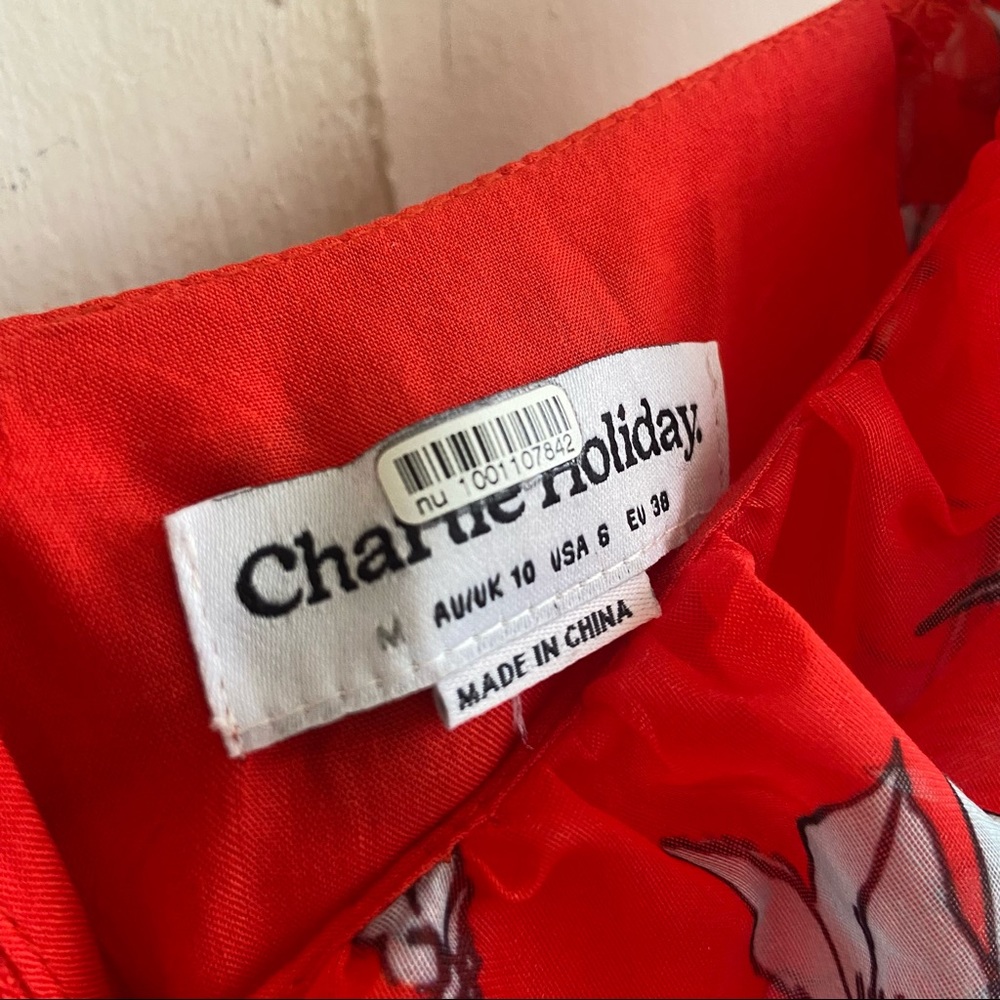 nu 1001107842
Charlie Holiday.
M AU/UK 10 USA 6 EU 38
MADE IN CHINA